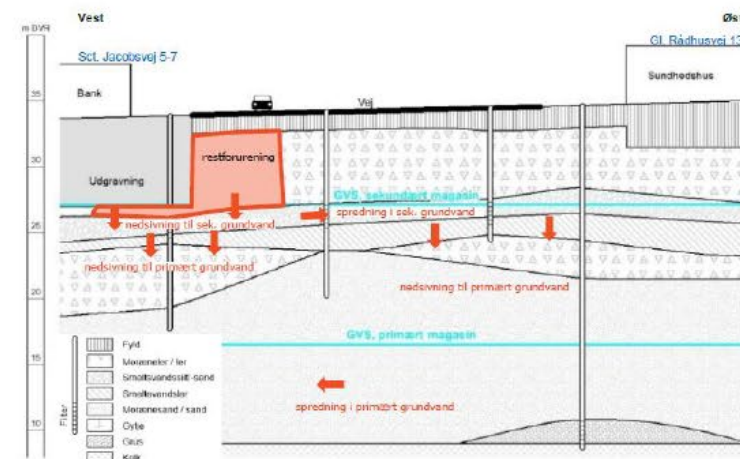 Vest
Øst
m DVR
Sct. Jacobsvej 5-7
Gl. Rådhusvej 13
Bank
Sundhedshus
Vej
35
restforurening
30
Udgravning
GVS, sekundært magasin
spredning i sek. grundvand
nedsivning til sek. grundvand
25
nedsivning til primært grundvand
nedsivning til primært grundvand
20
GVS, primært magasin
15
Fyld
Moræneler / ler
Smeltevandssilt/-sand
Smeltevandsler
Morænesand / sand
Gytje
Grus
Kalk
Filter
spredning i primært grundvand
10